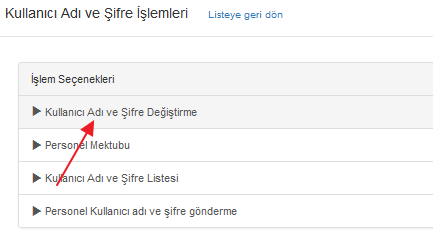 Kullanıcı Adı ve Şifre İşlemleri Listeye geri dön
İşlem Seçenekleri
Kullanıcı Adı ve Şifre Değiştirme
Personel Mektubu
Kullanıcı Adı ve Şifre Listesi
Personel Kullanıcı adı ve şifre gönderme